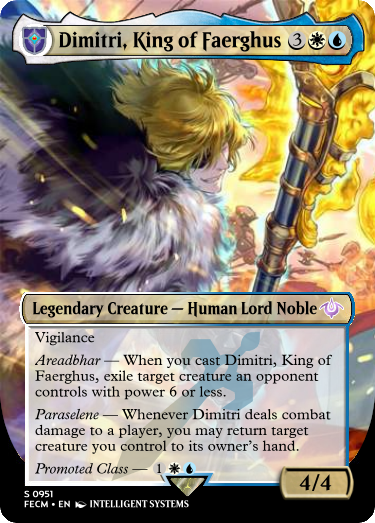 Dimitri, King of Faerghus 3
Legendary Creature — Human Lord Noble
Vigilance
Areadbhar — When you cast Dimitri, King of
Faerghus, exile target creature an opponent
controls with power 6 or less.
Paraselene — Whenever Dimitri deals combat
damage to a player, you may return target
creature you control to its owner's hand.
Promoted Class — 1
4/4
S 0951
FECM • EN INTELLIGENT SYSTEMS